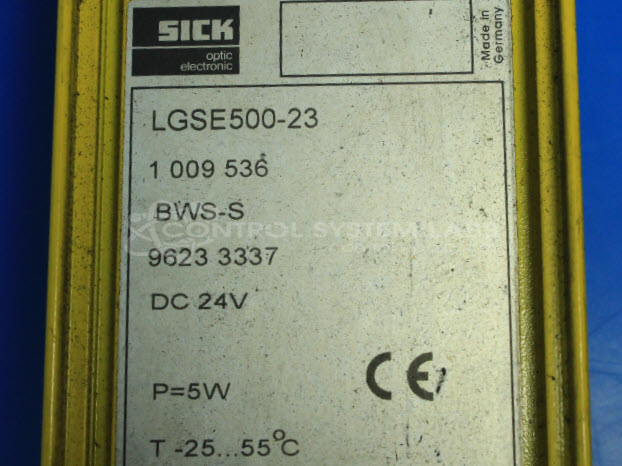 SICK
optic
electronic
Made in
Germany
LGSE500-23
1 009 536
BWS-S
CONTROL SYSTEM LABS
9623 3337
DC 24V
CE
P=5W
T -25...55°C